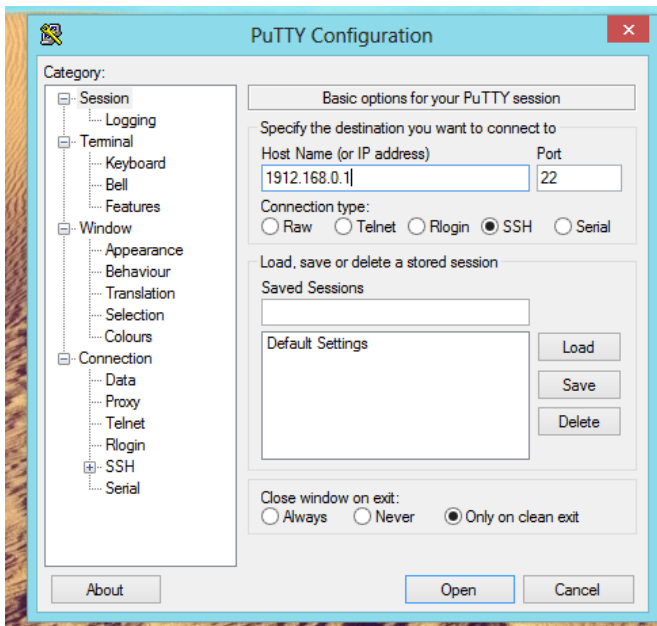 PuTTY Configuration
Category:
Session
Logging
Terminal
Keyboard
Bell
Features
Window
Appearance
Behaviour
Translation
Selection
Colours
Connection
Data
Proxy
Telnet
Rlogin
SSH
Serial
Basic options for your PuTTY session
Specify the destination you want to connect to
Host Name (or IP address) Port
1912.168.0.1 22
Connection type:
Raw Telnet Rlogin SSH Serial
Load, save or delete a stored session
Saved Sessions
Default Settings
Load
Save
Delete
Close window on exit:
Always Never Only on clean exit
About Open Cancel